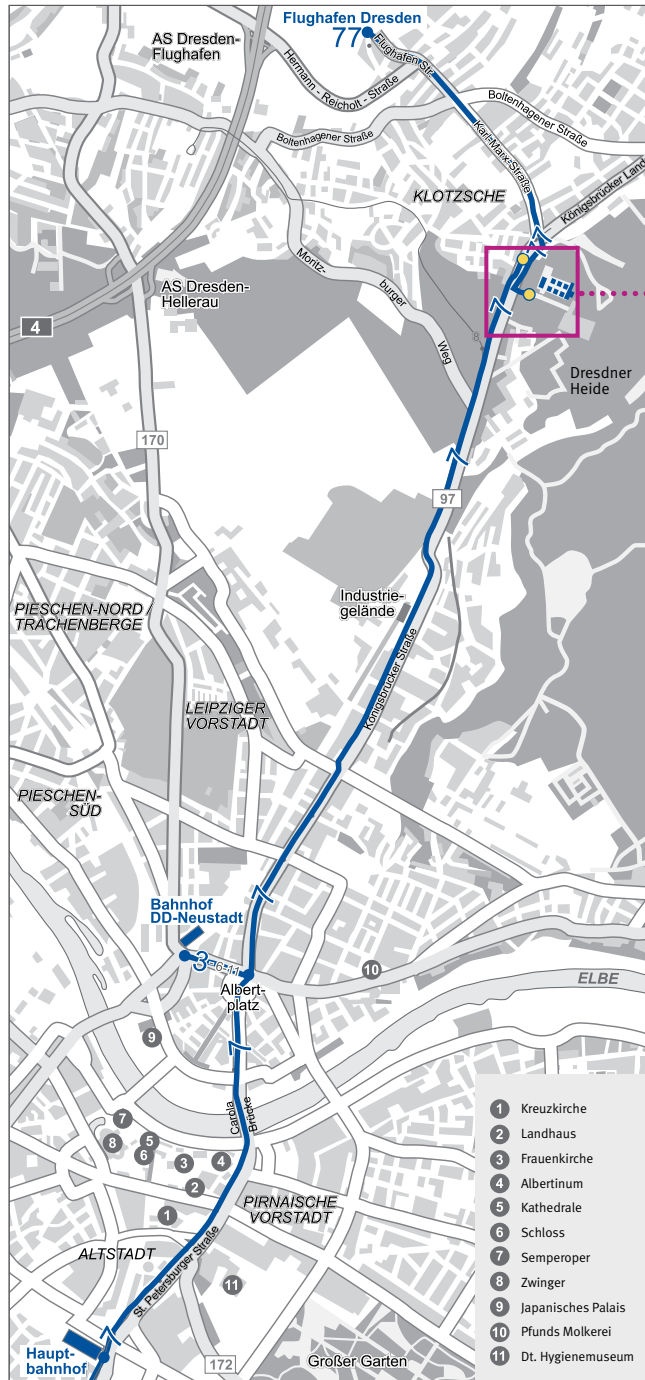 Flughafen Dresden
77
AS Dresden-
Flughafen
Flughafen Str.
Hermann - Reicholt - Straße
Boltenhagener Straße
Boltenhagener Straße
Karl-Marx-Straße
KLOTZSCHE
Königsbrücker Land
Moritz-
burger
Weg
AS Dresden-
Hellerau
4
8
Dresdner
Heide
170
97
Industrie-
gelände
PIESCHEN-NORD /
TRACHENBERGE
Königsbrücker Straße
LEIPZIGER
VORSTADT
PIESCHEN-
SÜD
Bahnhof
DD-Neustadt
3
-6-11
10
ELBE
Albert-
platz
9
Carola
Brücke
7
8
5
6
3
4
2
1
PIRNAISCHE
VORSTADT
ALTSTADT
St. Petersburger Straße
11
Haupt-
bahnhof
172
Großer Garten
1 Kreuzkirche
2 Landhaus
3 Frauenkirche
4 Albertinum
5 Kathedrale
6 Schloss
7 Semperoper
8 Zwinger
9 Japanisches Palais
10 Pfunds Molkerei
11 Dt. Hygienemuseum